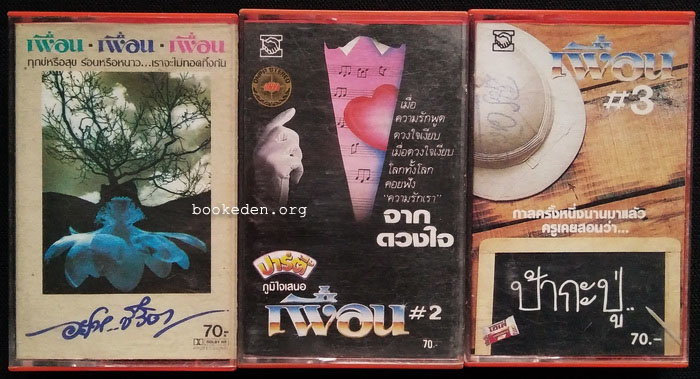 เพื่อน • เพื่อน • เพื่อน
ทุกข์หรือสุข ร้อนหรือหนาว...เราจะไม่ทอดทิ้งกัน
bookeden.org
70.-
DOLBY HR
เมื่อ
ความรักพูด
ดวงใจเงียบ
เมื่อดวงใจเงียบ
โลกทั้งโลก
คอยฟัง
"ความรักเรา"
จาก
ดวงใจ
ปาร์ตี้
ภูมิใจเสนอ
เพื่อน #2
70.-
เพื่อน
#3
กาลครั้งหนึ่งนานมาแล้ว
ครูเคยสอนว่า...
ป้ากะปู่..
70.-